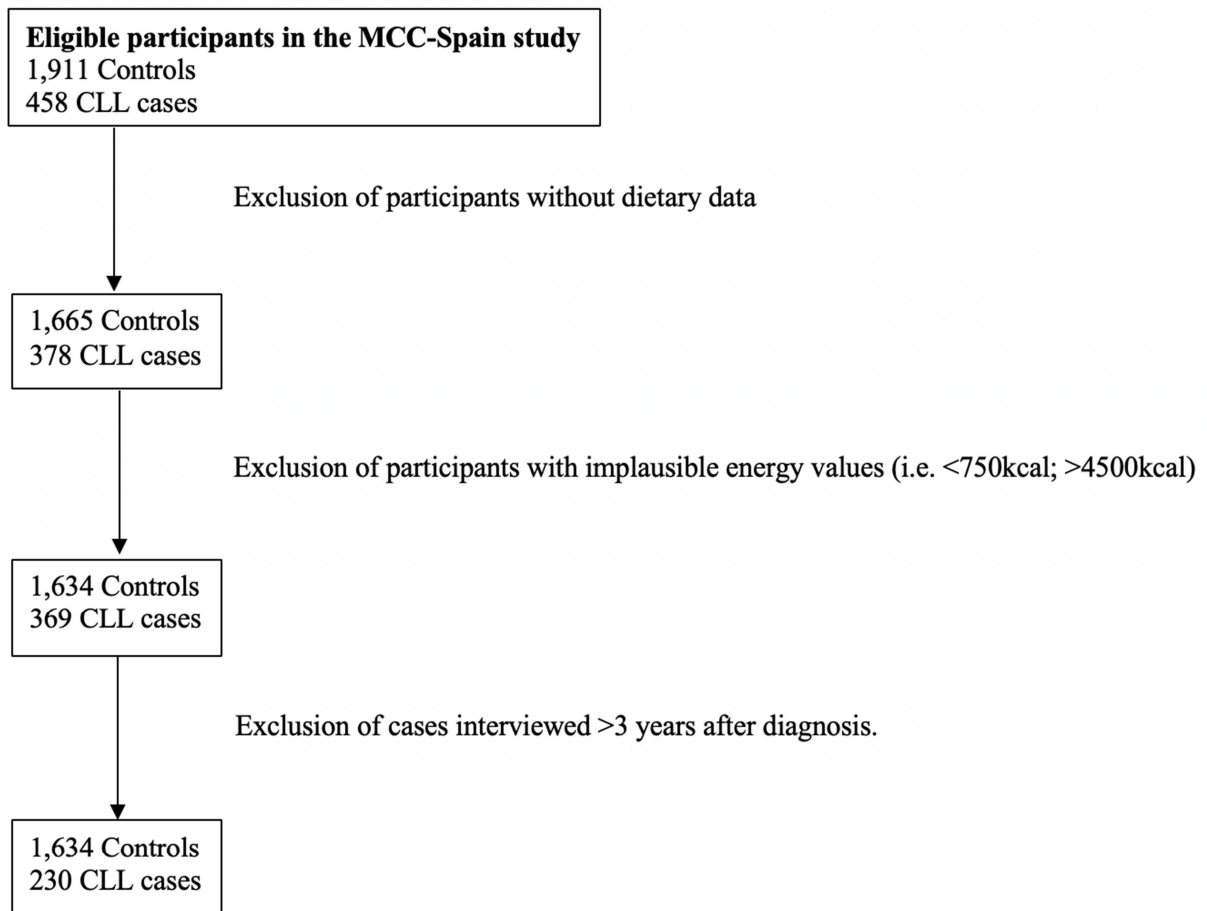 Eligible participants in the MCC-Spain study
1,911 Controls
458 CLL cases
Exclusion of participants without dietary data
1,665 Controls
378 CLL cases
Exclusion of participants with implausible energy values (i.e. <750kcal; >4500kcal)
1,634 Controls
369 CLL cases
Exclusion of cases interviewed >3 years after diagnosis.
1,634 Controls
230 CLL cases